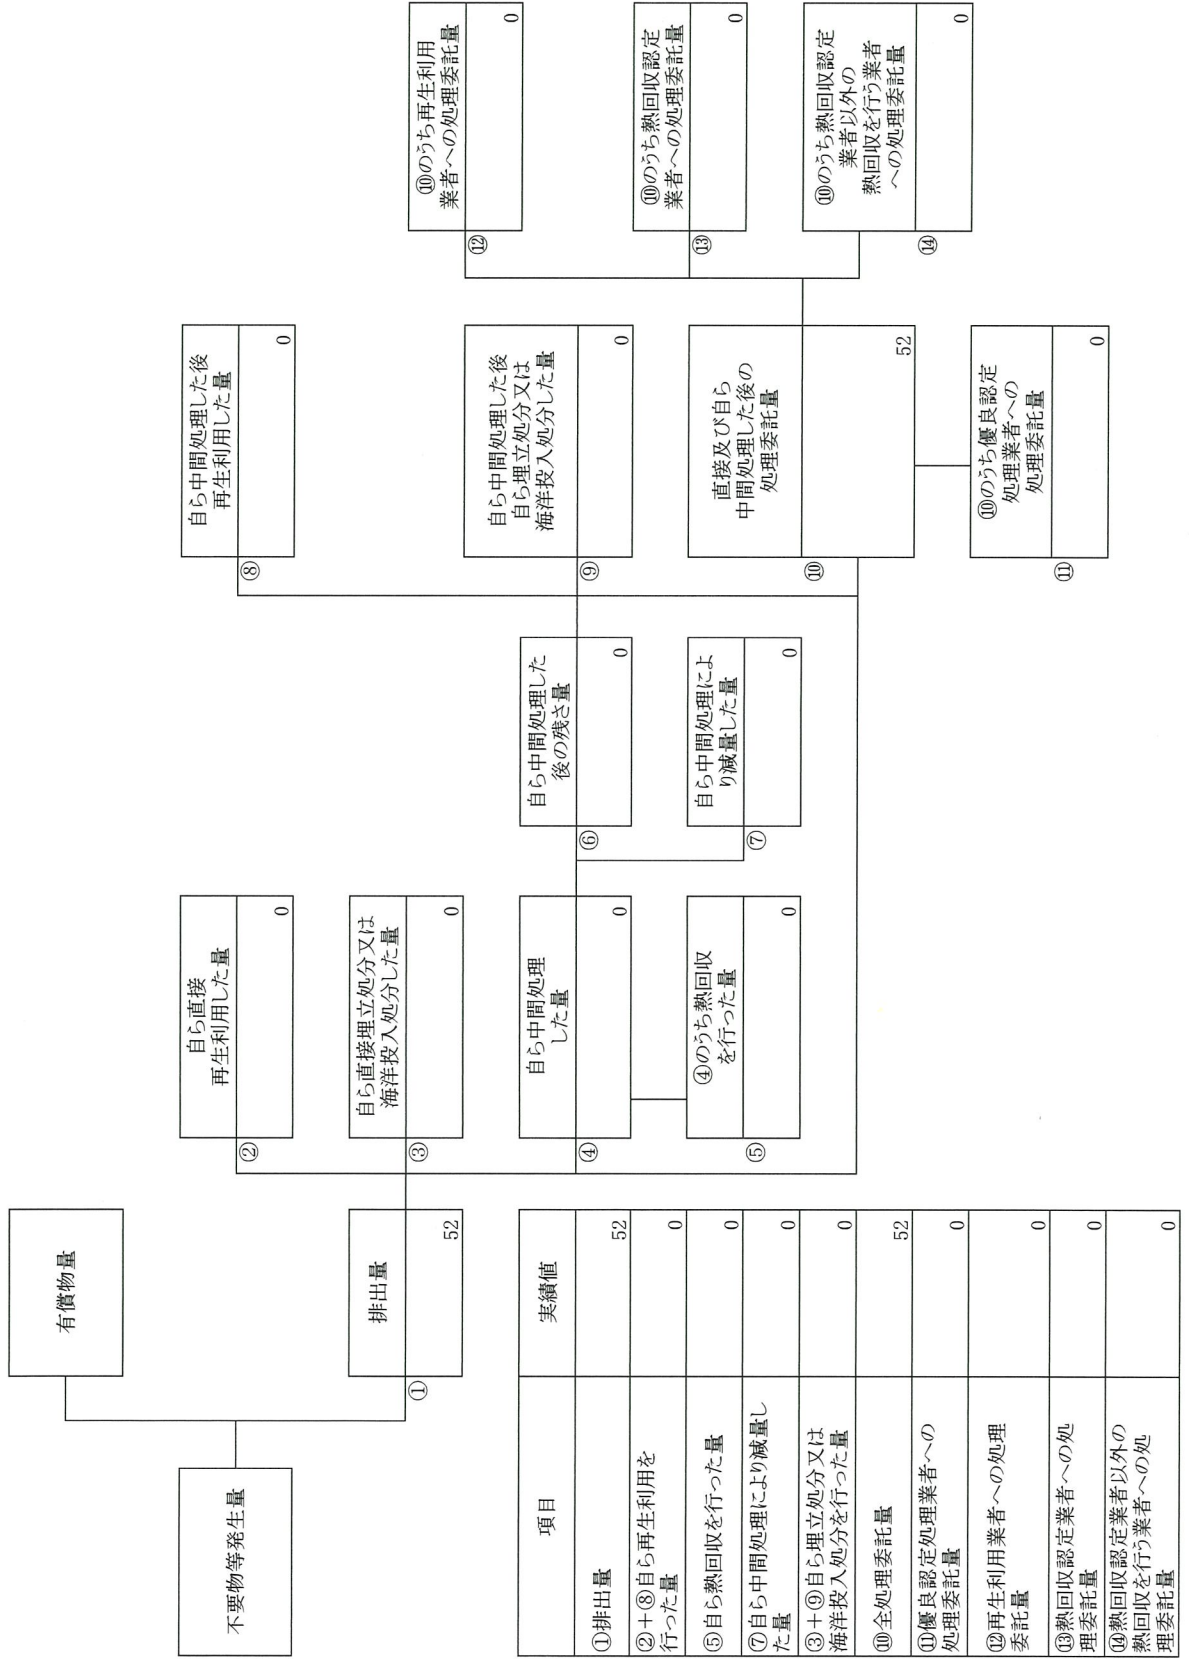 不要物等発生量
有償物量
①
排出量
52
②
自ら直接
再生利用した量
0
③
自ら直接埋立処分又は
海洋投入処分した量
0
④
自ら中間処理
した量
0
⑤
④のうち熱回収
を行った量
0
⑥
自ら中間処理した
後の残さ量
0
⑦
自ら中間処理によ
り減量した量
0
⑧
自ら中間処理した後
再生利用した量
0
⑨
自ら中間処理した後
自ら埋立処分又は
海洋投入処分した量
0
⑩
直接及び自ら
中間処理した後の
処理委託量
52
⑪
⑩のうち優良認定
処理業者への
処理委託量
0
⑫
⑩のうち再生利用
業者への処理委託量
0
⑬
⑩のうち熱回収認定
業者への処理委託量
0
⑭
⑩のうち熱回収認定
業者以外の
熱回収を行う業者
への処理委託量
0
項目 実績値
①排出量 52
②+⑧自ら再生利用を
行った量 0
⑤自ら熱回収を行った量 0
⑦自ら中間処理により減量し
た量 0
③+⑨自ら埋立処分又は
海洋投入処分を行った量 0
⑩全処理委託量 52
⑪優良認定処理業者への
処理委託量 0
⑫再生利用業者への処理
委託量 0
⑬熱回収認定業者への処
理委託量 0
⑭熱回収認定業者以外の
熱回収を行う業者への処
理委託量 0